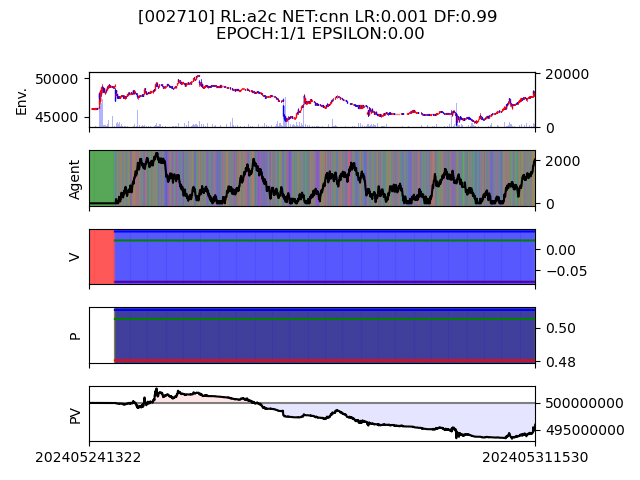 [002710] RL:a2c NET:cnn LR:0.001 DF:0.99
EPOCH:1/1 EPSILON:0.00
Env.
50000
45000
20000
0
Agent
2000
0
V
0.00
−0.05
P
0.50
0.48
PV
500000000
495000000
202405241322
202405311530